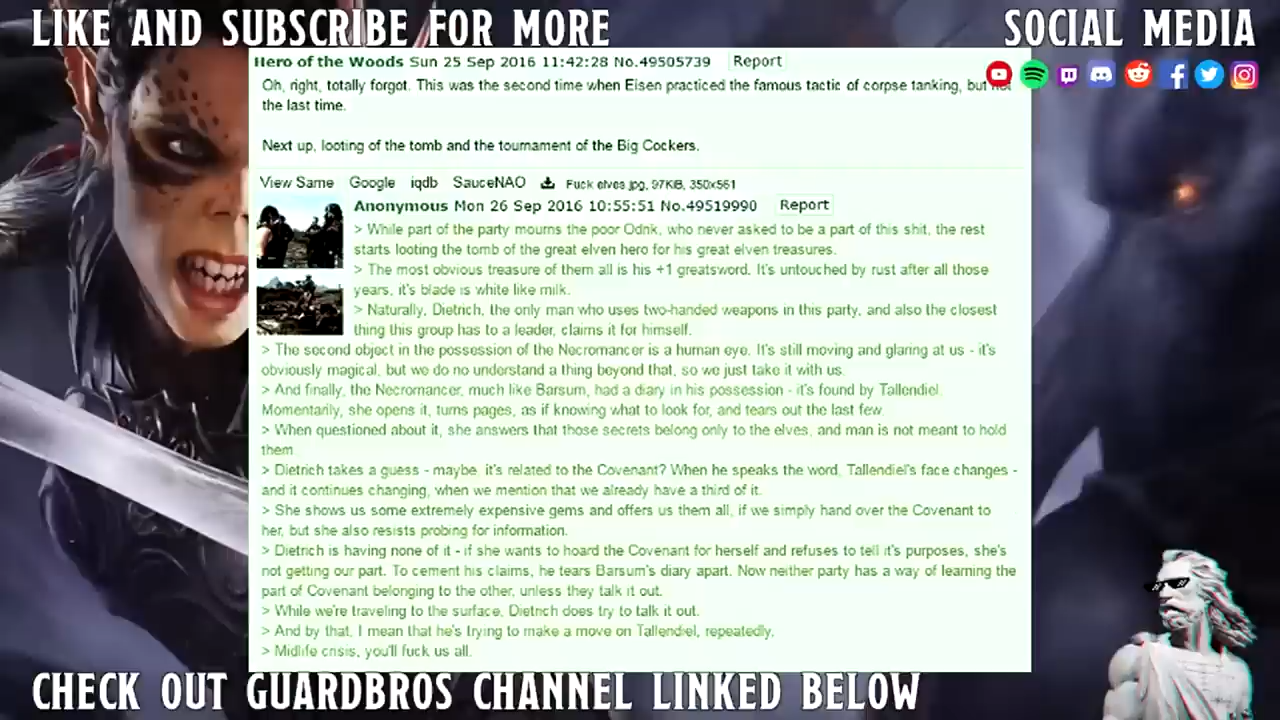 LIKE AND SUBSCRIBE FOR MORE
SOCIAL MEDIA
Hero of the Woods Sun 25 Sep 2016 11:42:28 No.49505739 Report
Oh, right, totally forgot. This was the second time when Eisen practiced the famous tactic of corpse tanking, but not
the last time.
Next up, looting of the tomb and the tournament of the Big Cockers.
View Same Google iqdb SauceNAO Fuck elves.jpg, 97KiB, 350x561
Anonymous Mon 26 Sep 2016 10:55:51 No.49519990 Report
> While part of the party mourns the poor Odrik, who never asked to be a part of this shit, the rest
starts looting the tomb of the great elven hero for his great elven treasures.
> The most obvious treasure of them all is his +1 greatsword. It's untouched by rust after all those
years, it's blade is white like milk.
> Naturally, Dietrich, the only man who uses two-handed weapons in this party, and also the closest
thing this group has to a leader, claims it for himself.
> The second object in the possession of the Necromancer is a human eye. It's still moving and glaring at us - it's
obviously magical, but we do no understand a thing beyond that, so we just take it with us.
> And finally, the Necromancer, much like Barsum, had a diary in his possession - it's found by Tallendiel.
Momentarily, she opens it, turns pages, as if knowing what to look for, and tears out the last few.
> When questioned about it, she answers that those secrets belong only to the elves, and man is not meant to hold
them.
> Dietrich takes a guess - maybe, it's related to the Covenant? When he speaks the word, Tallendiel's face changes -
and it continues changing, when we mention that we already have a third of it.
> She shows us some extremely expensive gems and offers us them all, if we simply hand over the Covenant to
her, but she also resists probing for information.
> Dietrich is having none of it - if she wants to hoard the Covenant for herself and refuses to tell it's purposes, she's
not getting our part. To cement his claims, he tears Barsum's diary apart. Now neither party has a way of learning the
part of Covenant belonging to the other, unless they talk it out.
> While we're traveling to the surface, Dietrich does try to talk it out.
> And by that, I mean that he's trying to make a move on Tallendiel, repeatedly.
> Midlife crisis, you'll fuck us all.
CHECK OUT GUARDBROS CHANNEL LINKED BELOW